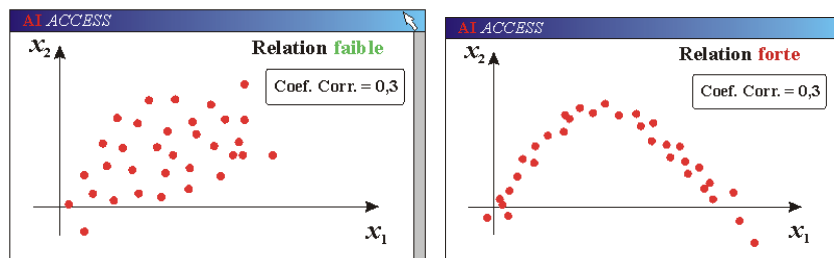 AI ACCESS
x2
Relation faible
Coef. Corr. = 0,3
x1
AI ACCESS
x2
Relation forte
Coef. Corr. = 0,3
x1